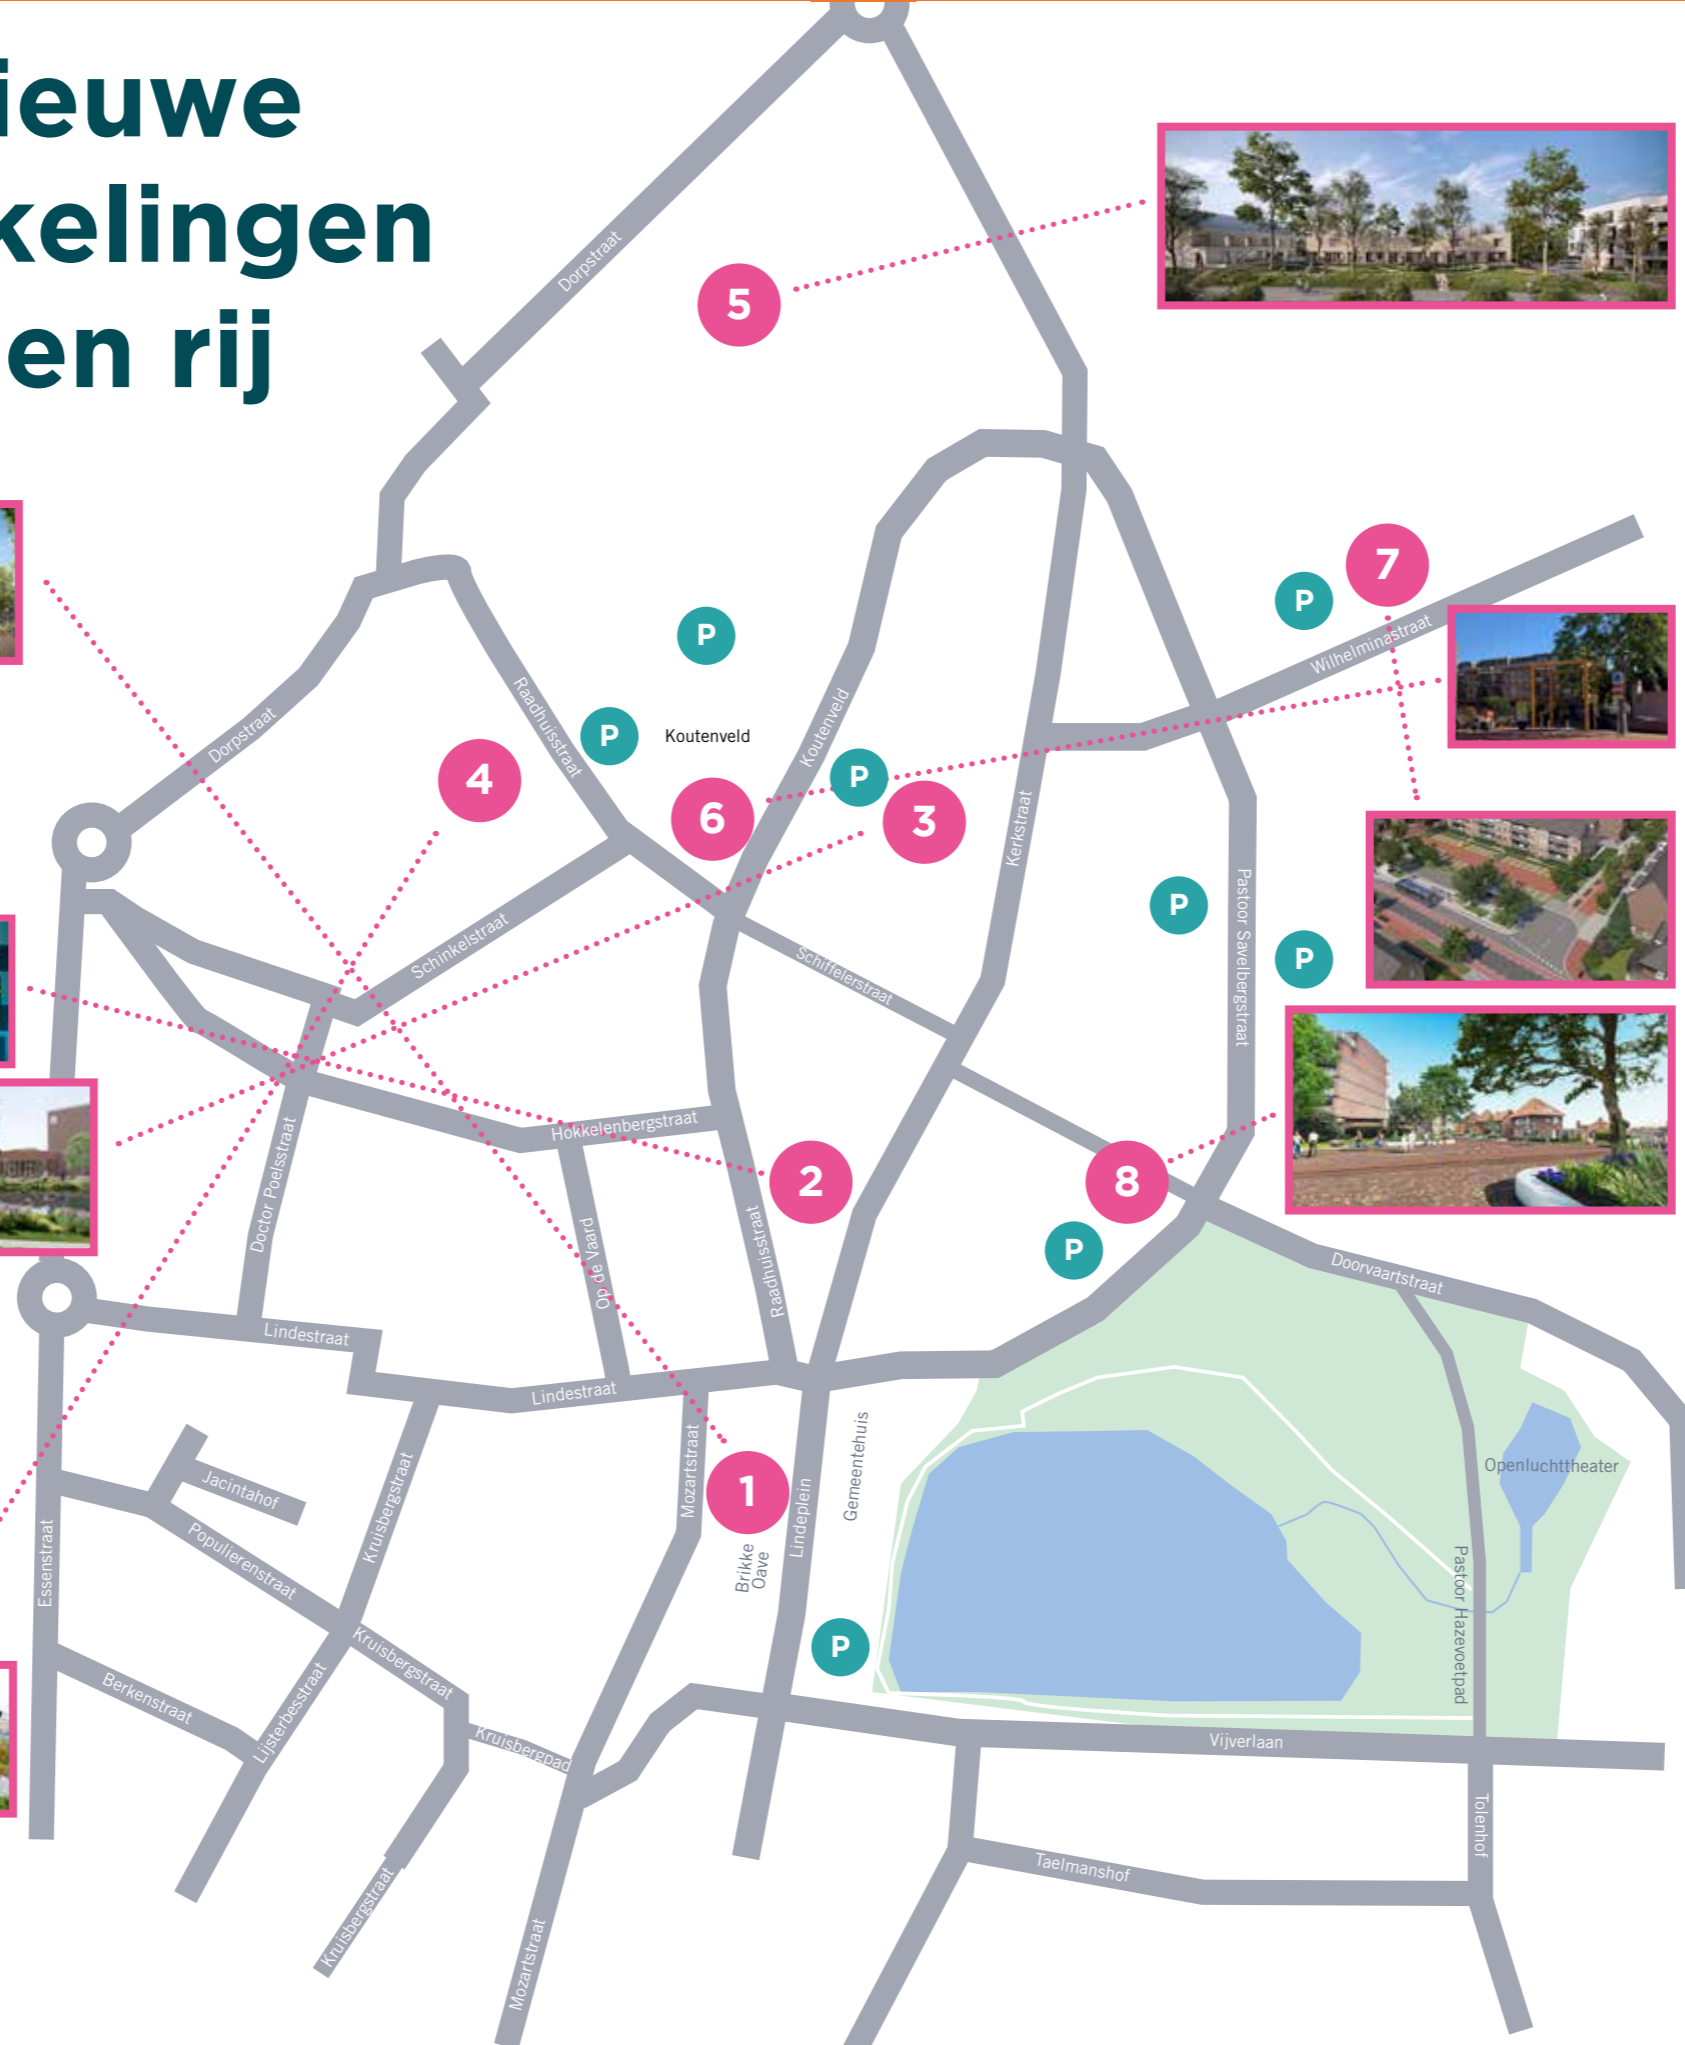 ieuwe
kelingen
en rij
Dorpstraat
5
7
P
Wilhelminastraat
P
Raadhuisstraat
P
Koutenveld
Koutenveld
Dorpstraat
4
P
6
3
Kerkstraat
Pastoor Savelbergstraat
P
Schinkelstraat
Schiffelerstraat
P
Hokkelenbergstraat
Doctor Poelsstraat
2
8
Op de Vaard
Raadhuisstraat
P
Doorvaartstraat
Lindestraat
Lindestraat
Gemeentehuis
Mozartstraat
1
Lindeplein
Openluchttheater
Jacintahof
Kruisbergstraat
Essenstraat
Populierenstraat
Brikke
Oave
Pastoor Hazevoetpad
P
Kruisbergstraat
Berkenstraat
Lijsterbesstraat
Kruisbergpad
Vijverlaan
Tolenhof
Taelmanshof
Kruisbergstraat
Mozartstraat